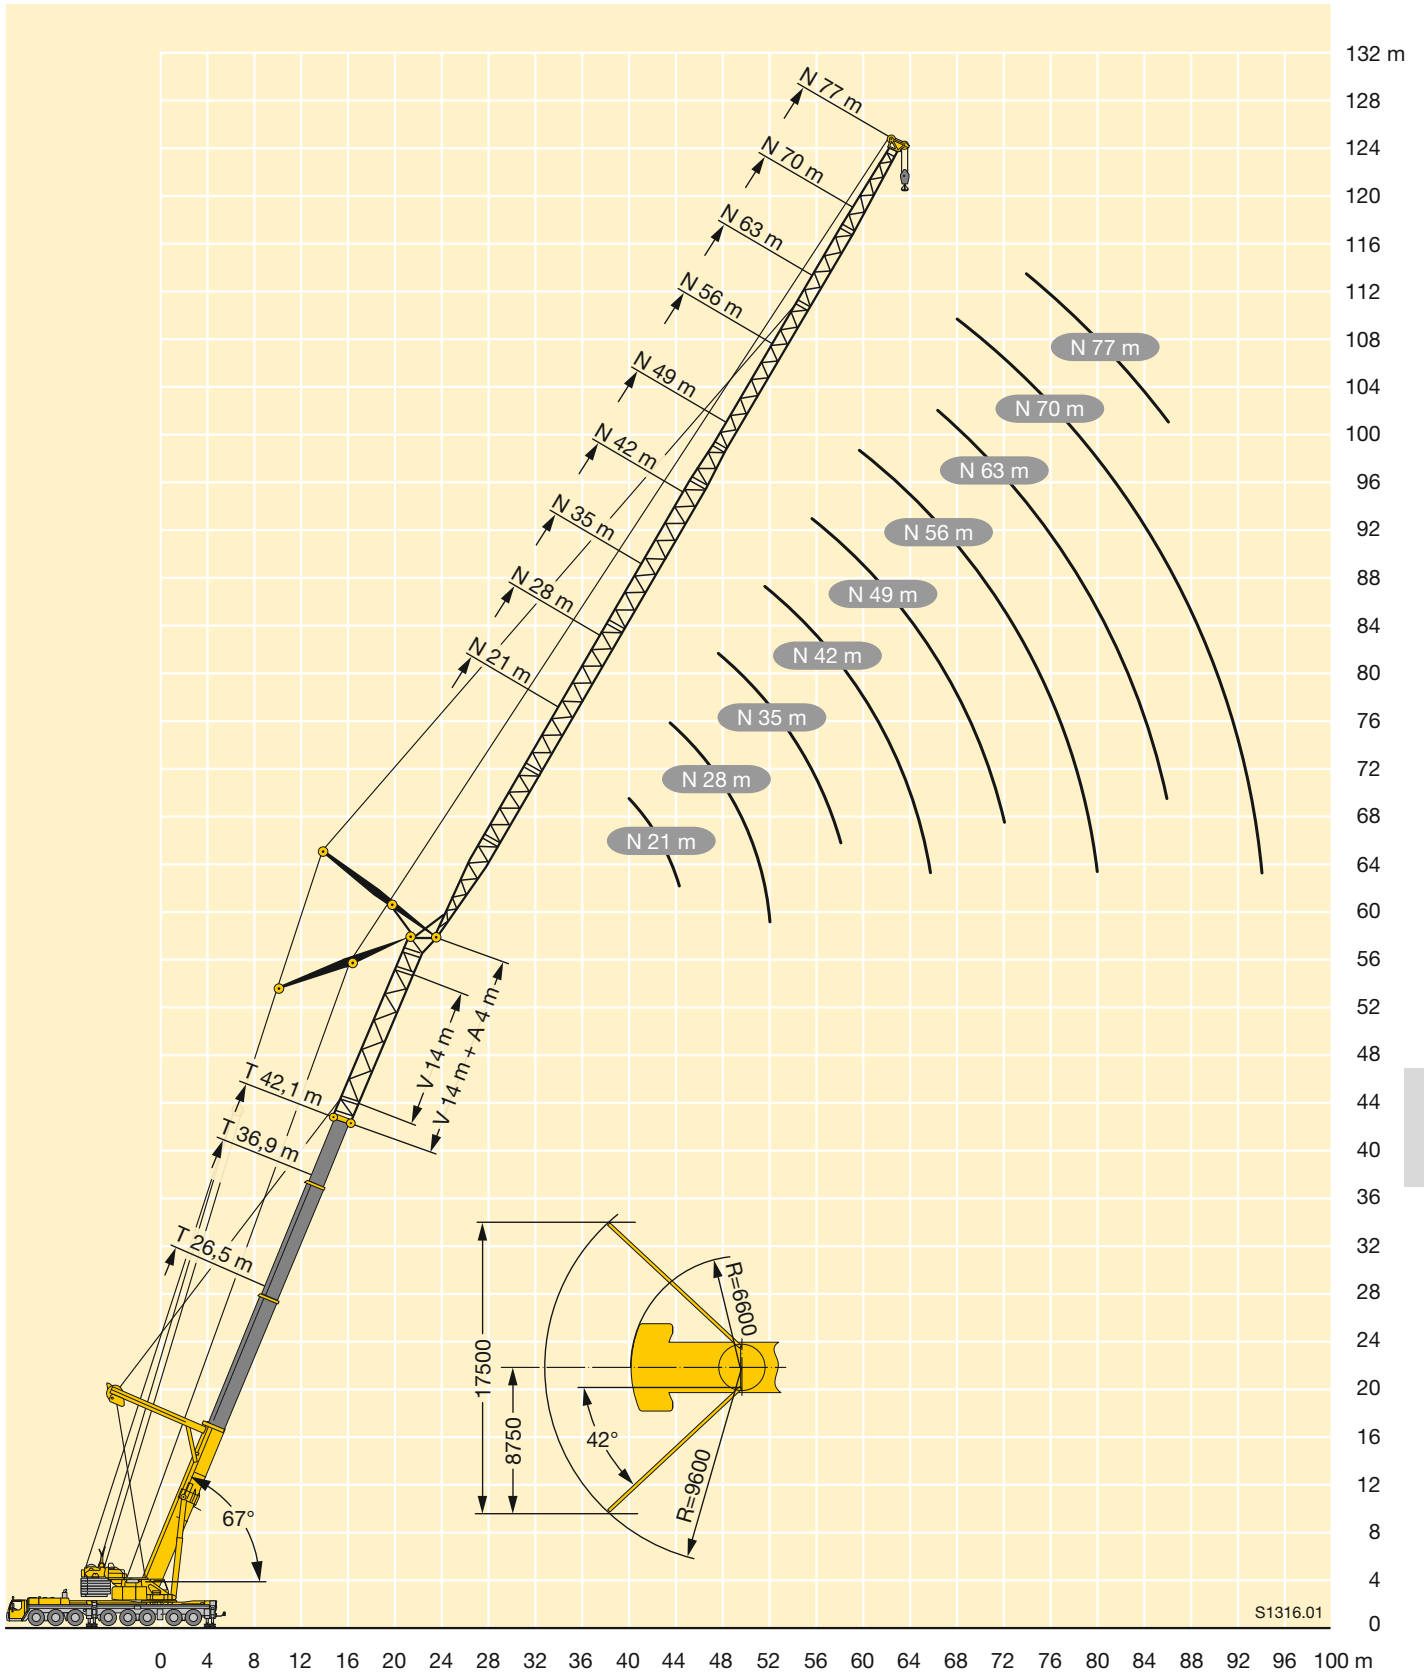 132 m
128
124
120
116
112
108
104
100
96
92
88
84
80
76
72
68
64
60
56
52
48
44
40
36
32
28
24
20
16
12
8
4
0
N 77 m
N 70 m
N 63 m
N 56 m
N 49 m
N 42 m
N 35 m
N 28 m
N 21 m
N 77 m
N 70 m
N 63 m
N 56 m
N 49 m
N 42 m
N 35 m
N 28 m
N 21 m
V 14 m
V 14 m + A 4 m
T 42,1 m
T 36,9 m
T 26,5 m
67°
17500
8750
42°
R=6600
R=9600
S1316.01
0 4 8 12 16 20 24 28 32 36 40 44 48 52 56 60 64 68 72 76 80 84 88 92 96 100 m